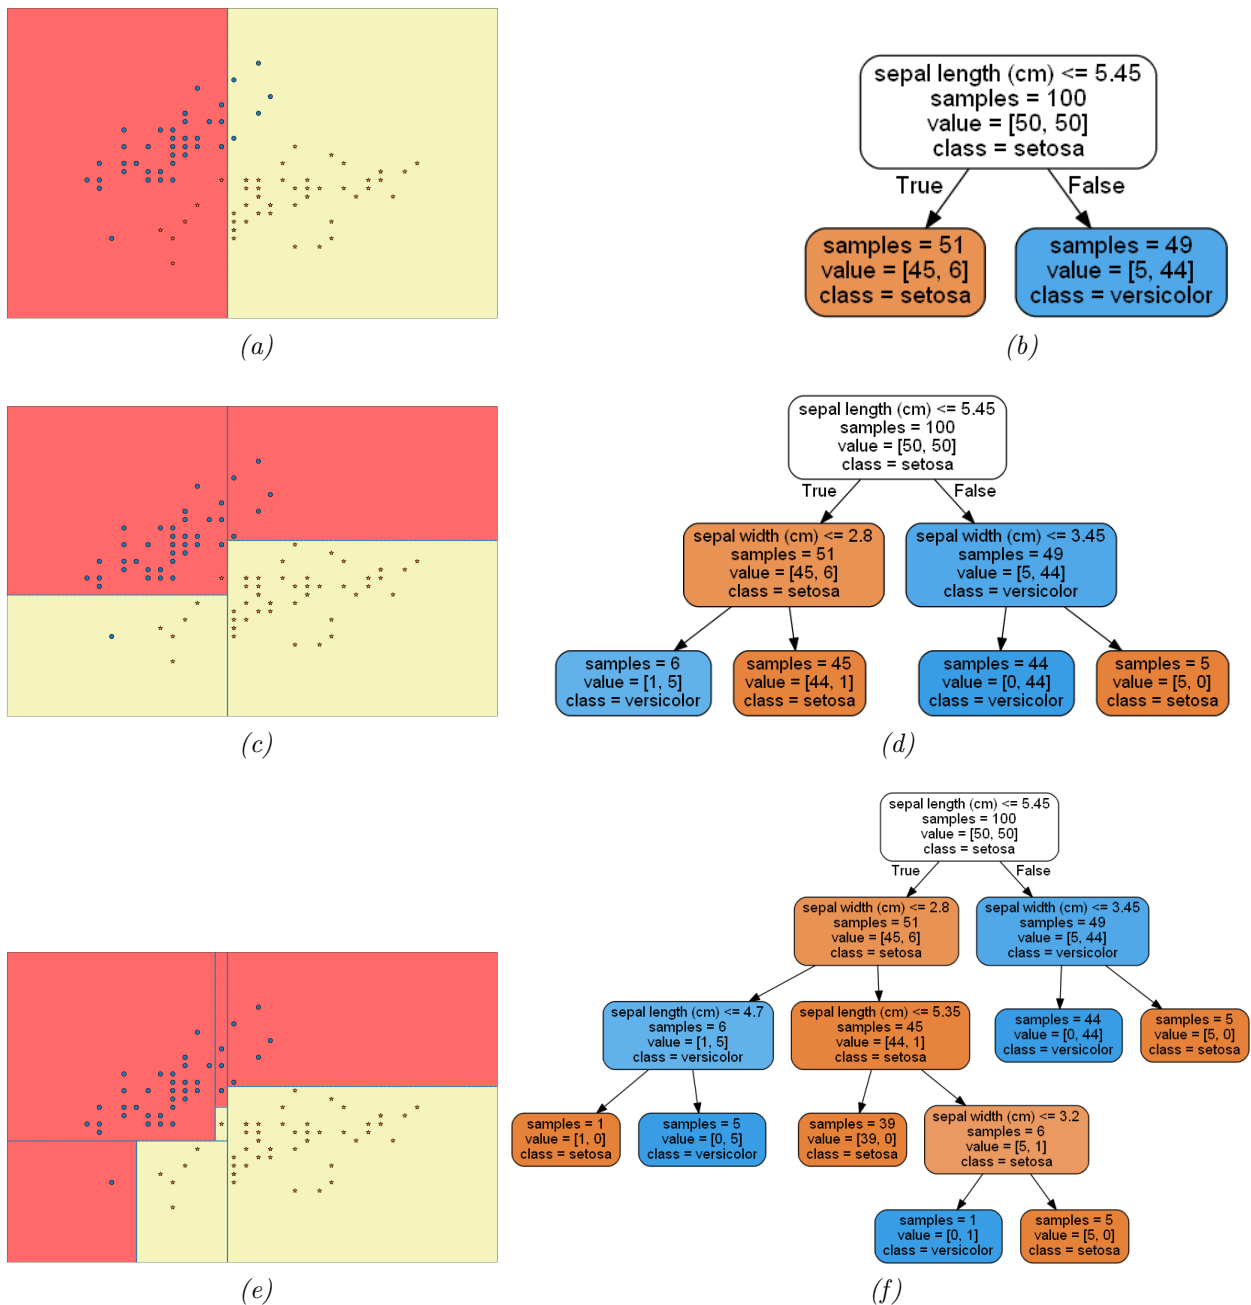 sepal length (cm) <= 5.45
samples = 100
value = [50, 50]
class = setosa
True
False
samples = 51
value = [45, 6]
class = setosa
samples = 49
value = [5, 44]
class = versicolor
(a)
(b)
sepal length (cm) <= 5.45
samples = 100
value = [50, 50]
class = setosa
True
False
sepal width (cm) <= 2.8
samples = 51
value = [45, 6]
class = setosa
sepal width (cm) <= 3.45
samples = 49
value = [5, 44]
class = versicolor
samples = 6
value = [1, 5]
class = versicolor
samples = 45
value = [44, 1]
class = setosa
samples = 44
value = [0, 44]
class = versicolor
samples = 5
value = [5, 0]
class = setosa
(c)
(d)
sepal length (cm) <= 5.45
samples = 100
value = [50, 50]
class = setosa
True
False
sepal width (cm) <= 2.8
samples = 51
value = [45, 6]
class = setosa
sepal width (cm) <= 3.45
samples = 49
value = [5, 44]
class = versicolor
sepal length (cm) <= 4.7
samples = 6
value = [1, 5]
class = versicolor
sepal length (cm) <= 5.35
samples = 45
value = [44, 1]
class = setosa
samples = 44
value = [0, 44]
class = versicolor
samples = 5
value = [5, 0]
class = setosa
samples = 1
value = [1, 0]
class = setosa
samples = 5
value = [0, 5]
class = versicolor
samples = 39
value = [39, 0]
class = setosa
sepal width (cm) <= 3.2
samples = 6
value = [5, 1]
class = setosa
samples = 1
value = [0, 1]
class = versicolor
samples = 5
value = [5, 0]
class = setosa
(e)
(f)